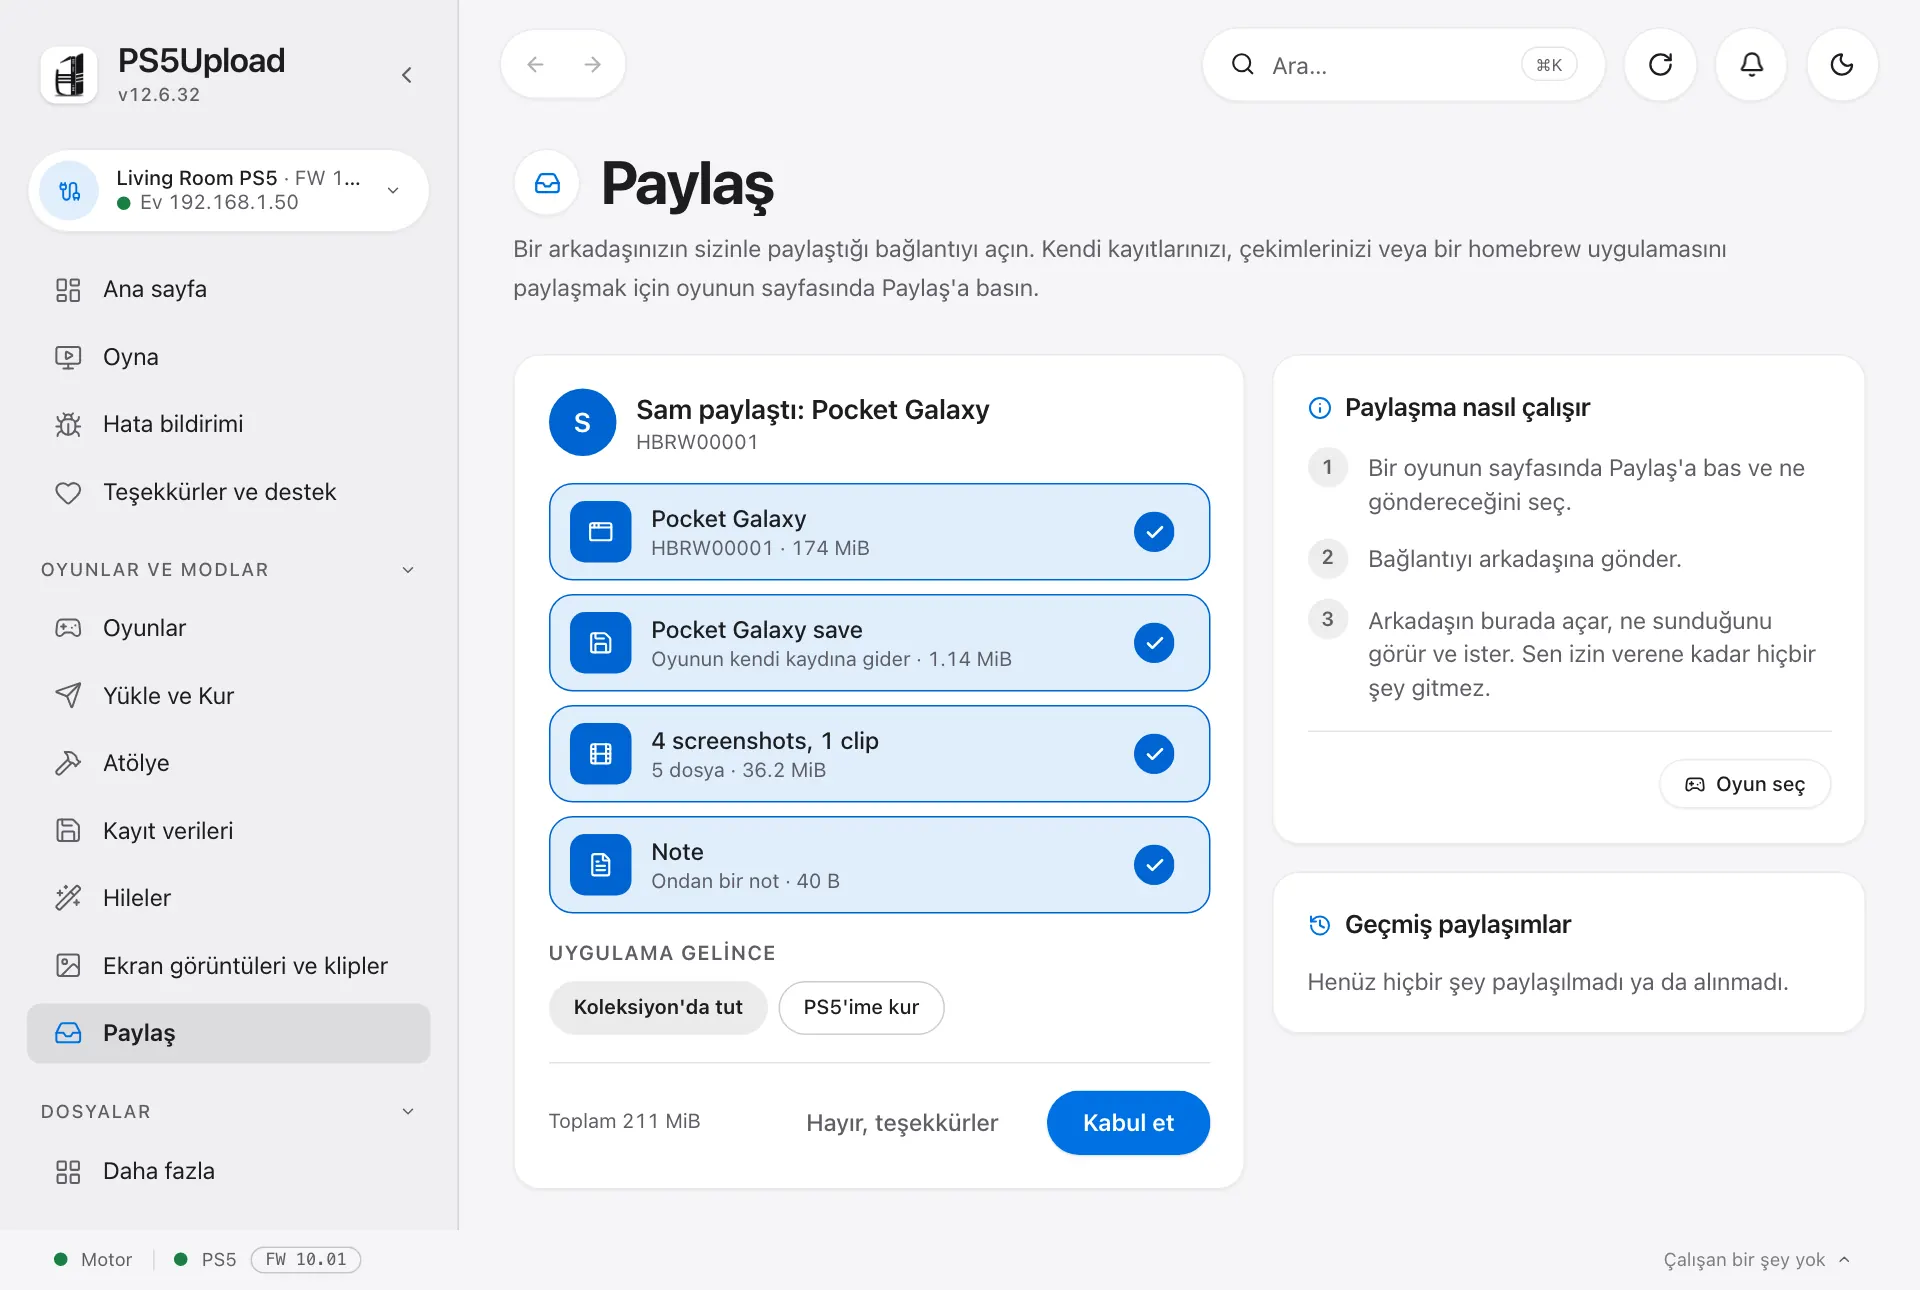 PS5Upload
v12.6.32
Living Room PS5 · FW 1...
Ev 192.168.1.50
Ana sayfa
Oyna
Hata bildirimi
Teşekkürler ve destek
OYUNLAR VE MODLAR
Oyunlar
Yükle ve Kur
Atölye
Kayıt verileri
Hileler
Ekran görüntüleri ve klipler
Paylaş
DOSYALAR
Daha fazla
Ara...
⌘K
Paylaş
Bir arkadaşınızın sizinle paylaştığı bağlantıyı açın. Kendi kayıtlarınızı, çekimlerinizi veya bir homebrew uygulamasını
paylaşmak için oyunun sayfasında Paylaş'a basın.
S
Sam paylaştı: Pocket Galaxy
HBRW00001
Pocket Galaxy
HBRW00001 · 174 MiB
Pocket Galaxy save
Oyunun kendi kaydına gider · 1.14 MiB
4 screenshots, 1 clip
5 dosya · 36.2 MiB
Note
Ondan bir not · 40 B
UYGULAMA GELİNCE
Koleksiyon'da tut
PS5'ime kur
Toplam 211 MiB
Hayır, teşekkürler
Kabul et
Paylaşma nasıl çalışır
1
Bir oyunun sayfasında Paylaş'a bas ve ne
göndereceğini seç.
2
Bağlantıyı arkadaşına gönder.
3
Arkadaşın burada açar, ne sunduğunu
görür ve ister. Sen izin verene kadar hiçbir
şey gitmez.
Oyun seç
Geçmiş paylaşımlar
Henüz hiçbir şey paylaşılmadı ya da alınmadı.
Motor
PS5
FW 10.01
Çalışan bir şey yok